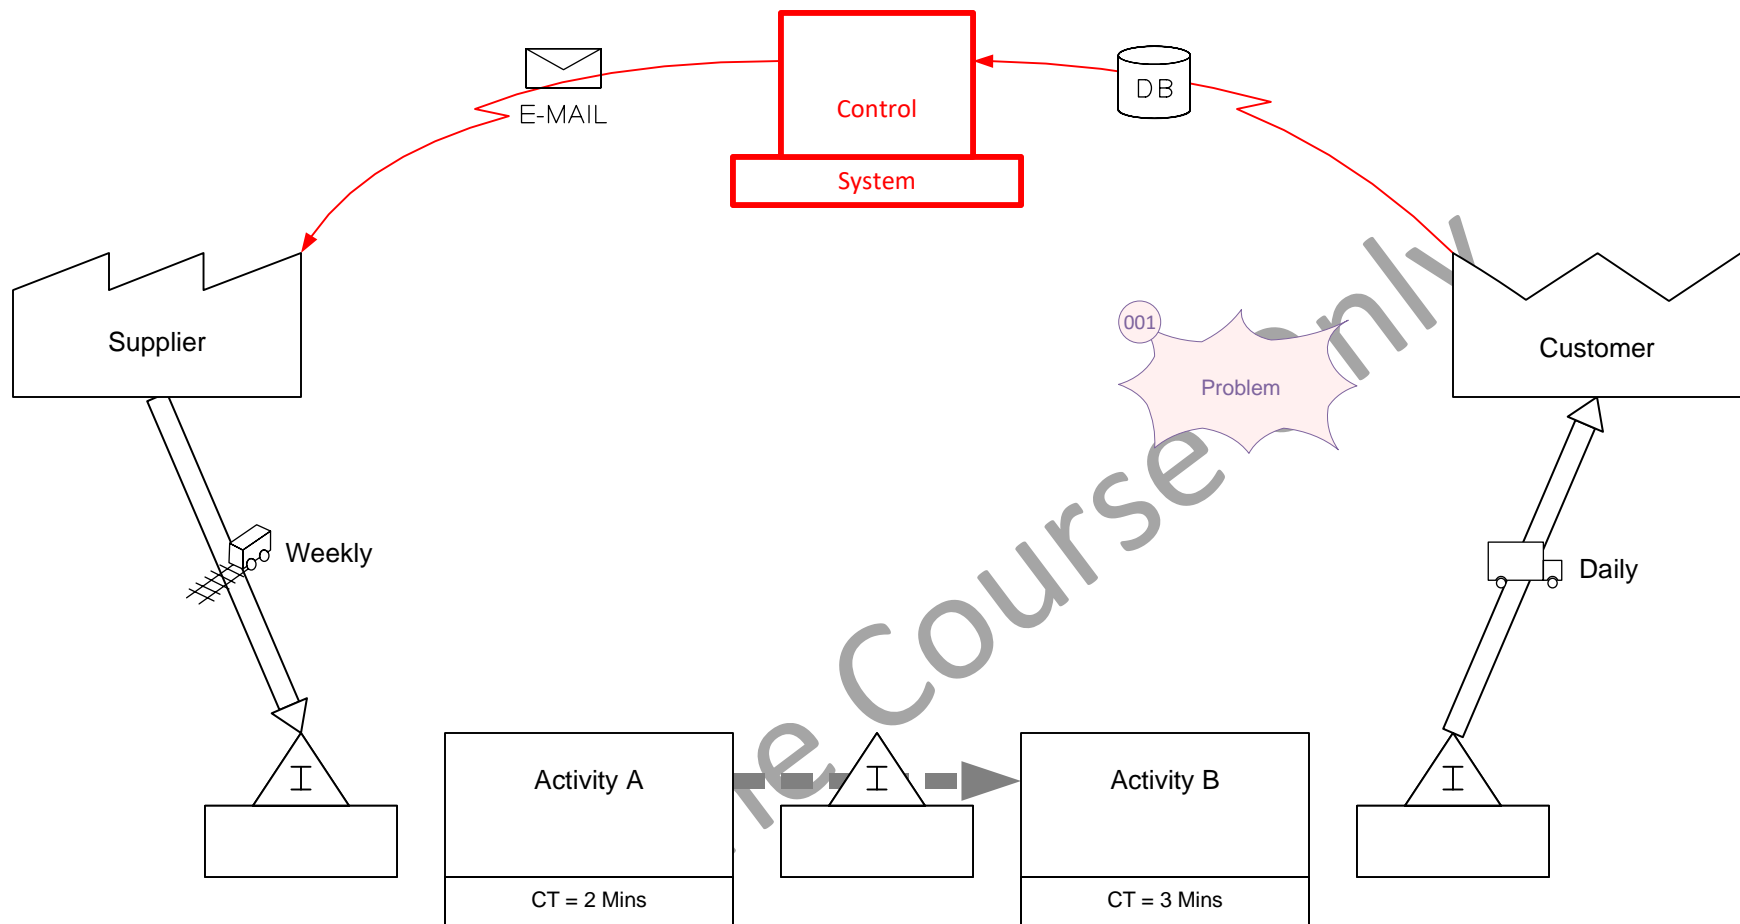 E-MAIL
DB
Control
System
Supplier
001
Problem
Customer
Weekly
Daily
I
Activity A
I
Activity B
I
CT = 2 Mins
CT = 3 Mins
Course Only